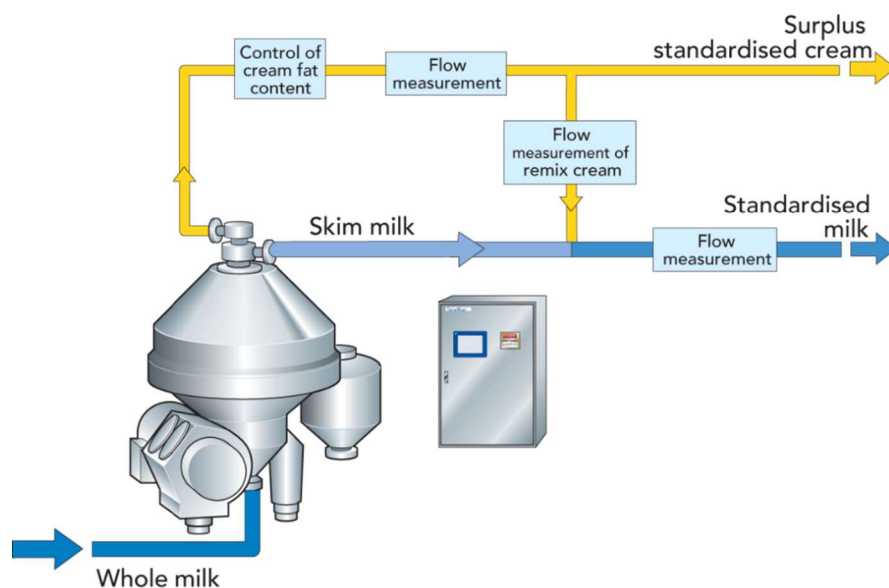 Surplus
standardised cream
Control of
cream fat
content
Flow
measurement
Flow
measurement of
remix cream
Skim milk
Standardised
milk
Flow
measurement
Whole milk